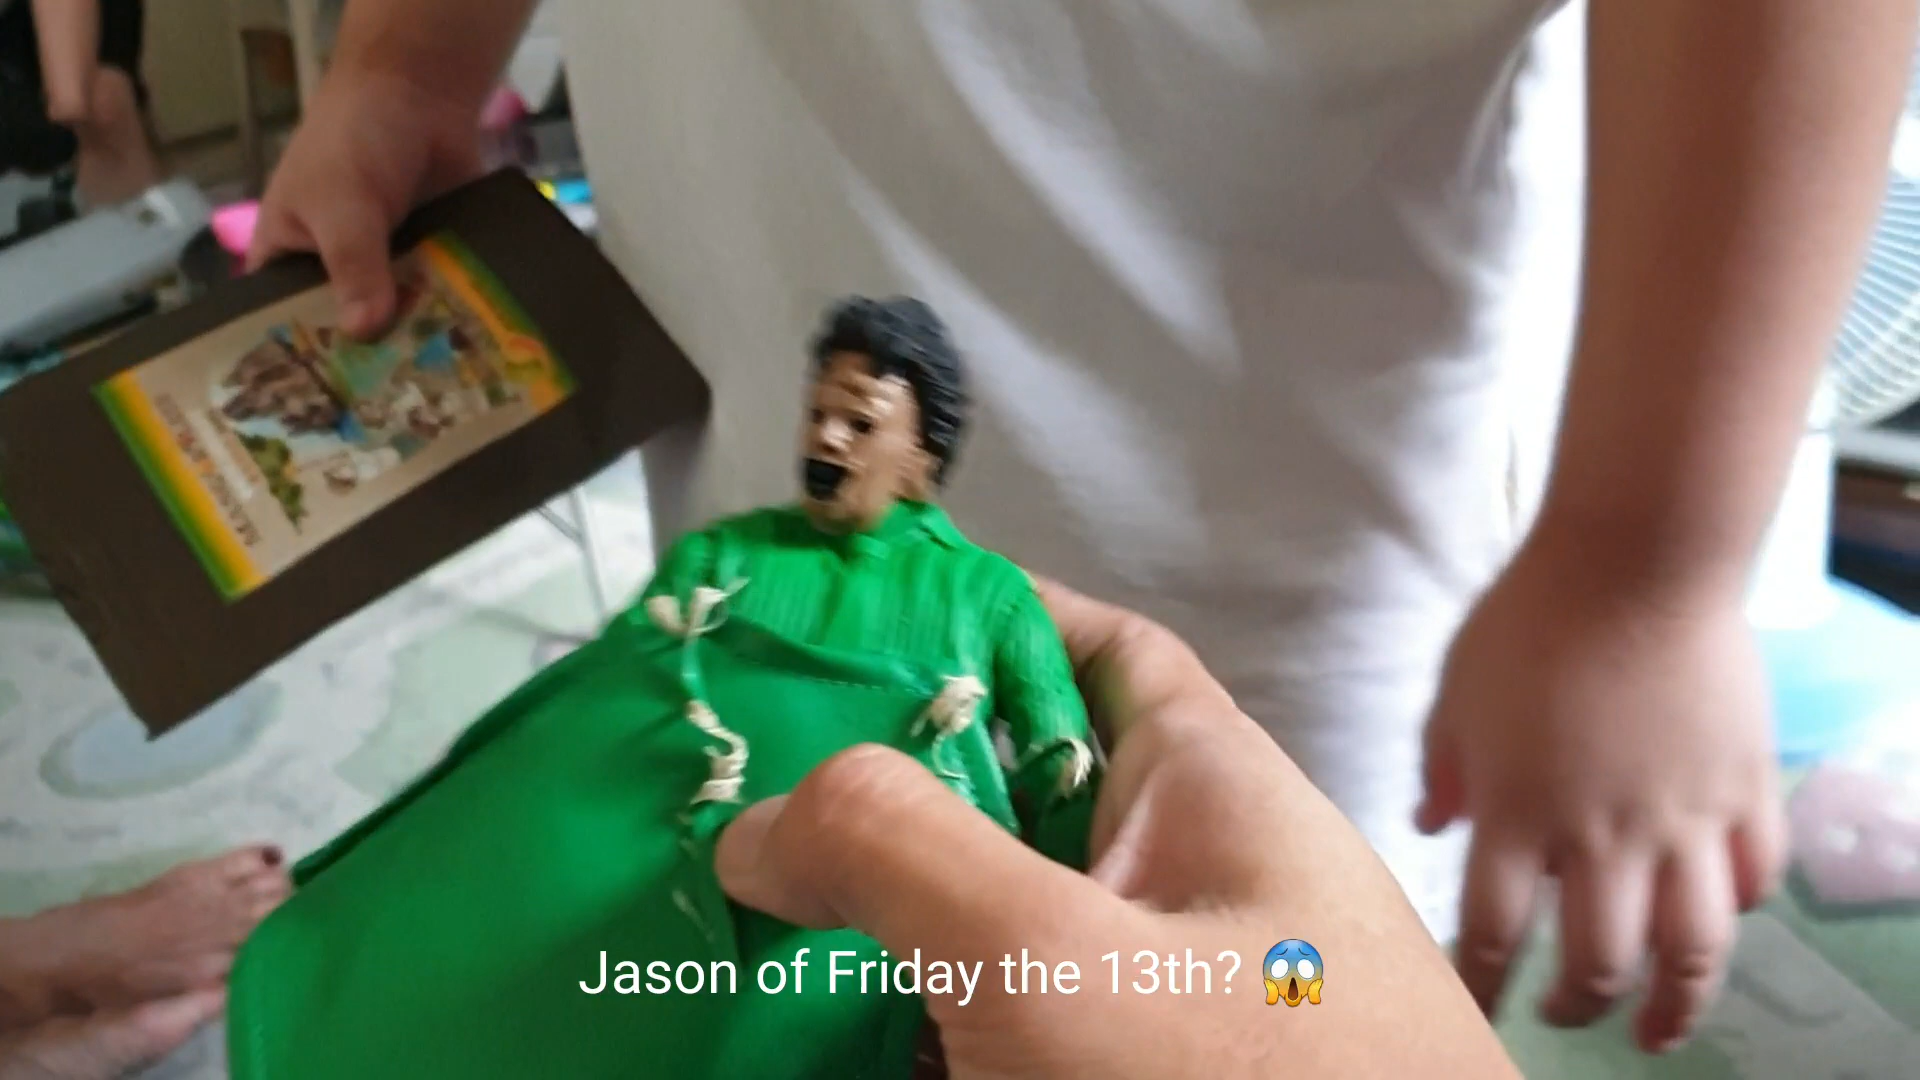 Jason of Friday the 13th? 😱